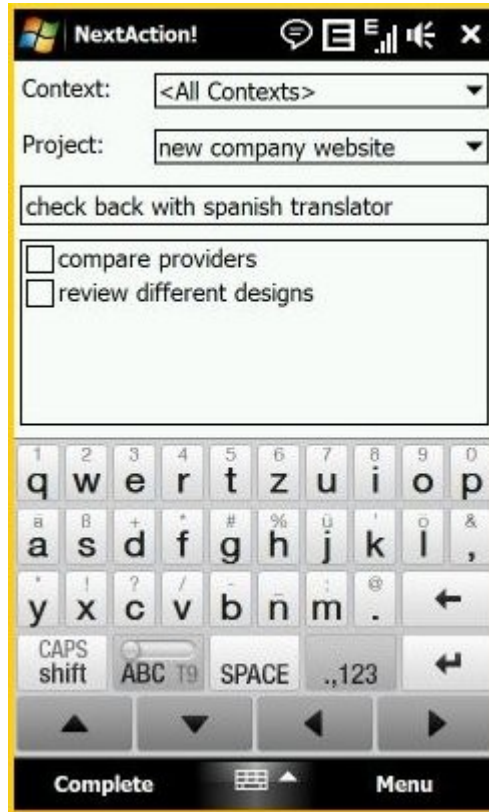 NextAction!
E
Context: <All Contexts>
Project: new company website
check back with spanish translator
compare providers
review different designs
1 2 3 4 5 6 7 8 9 0
q w e r t z u i o p
ä ß + * # % ü ' ö &
a s d f g h j k l ,
! ? / - : @
y x c v b n m .
CAPS
shift ABC T9 SPACE .,123
Complete Menu